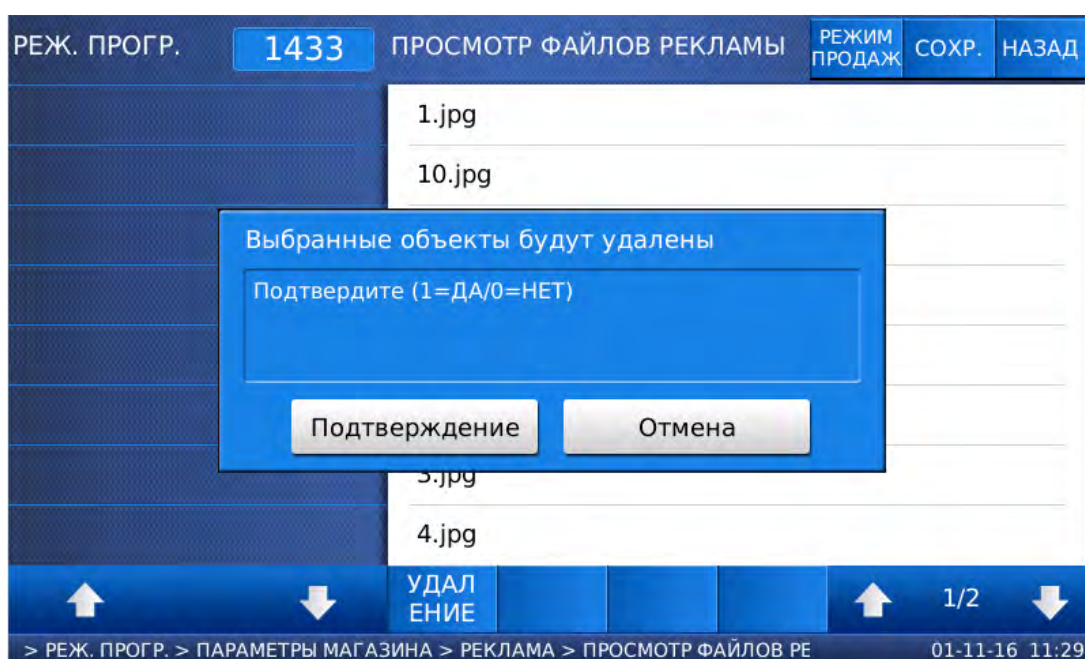 РЕЖ. ПРОГР.
1433
ПРОСМОТР ФАЙЛОВ РЕКЛАМЫ
РЕЖИМ
ПРОДАЖ
СОХР.
НАЗАД
1.jpg
10.jpg
Выбранные объекты будут удалены
Подтвердите (1=ДА/0=НЕТ)
Подтверждение
Отмена
3.jpg
4.jpg
УДАЛ
ЕНИЕ
1/2
> РЕЖ. ПРОГР. > ПАРАМЕТРЫ МАГАЗИНА > РЕКЛАМА > ПРОСМОТР ФАЙЛОВ РЕ
01-11-16 11:29